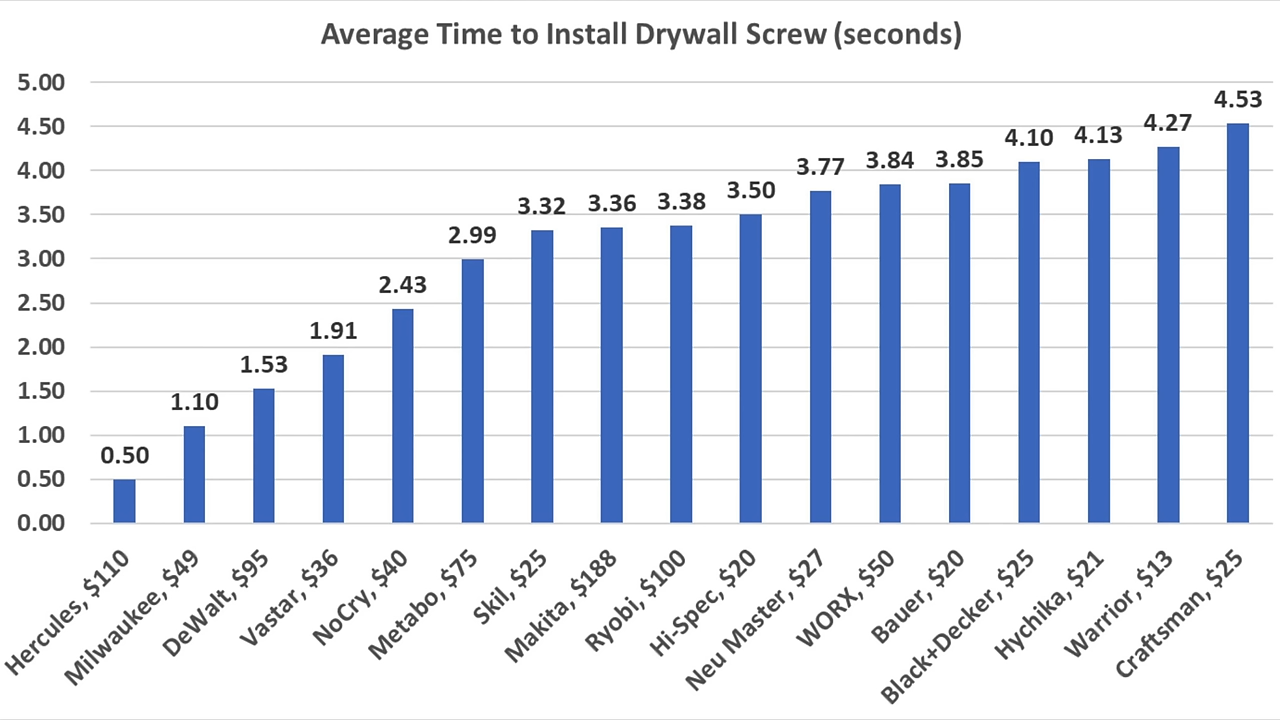 Average Time to Install Drywall Screw (seconds)
5.00
4.50
4.00
3.50
3.00
2.50
2.00
1.50
1.00
0.50
0.00
0.50
1.10
1.53
1.91
2.43
2.99
3.32
3.36
3.38
3.50
3.77
3.84
3.85
4.10
4.13
4.27
4.53
Hercules, $110
Milwaukee, $49
DeWalt, $95
Vastar, $36
NoCry, $40
Metabo, $75
Skil, $25
Makita, $188
Ryobi, $100
Hi-Spec, $20
Neu Master, $27
WORX, $50
Bauer, $20
Black+Decker, $25
Hychika, $21
Warrior, $13
Craftsman, $25